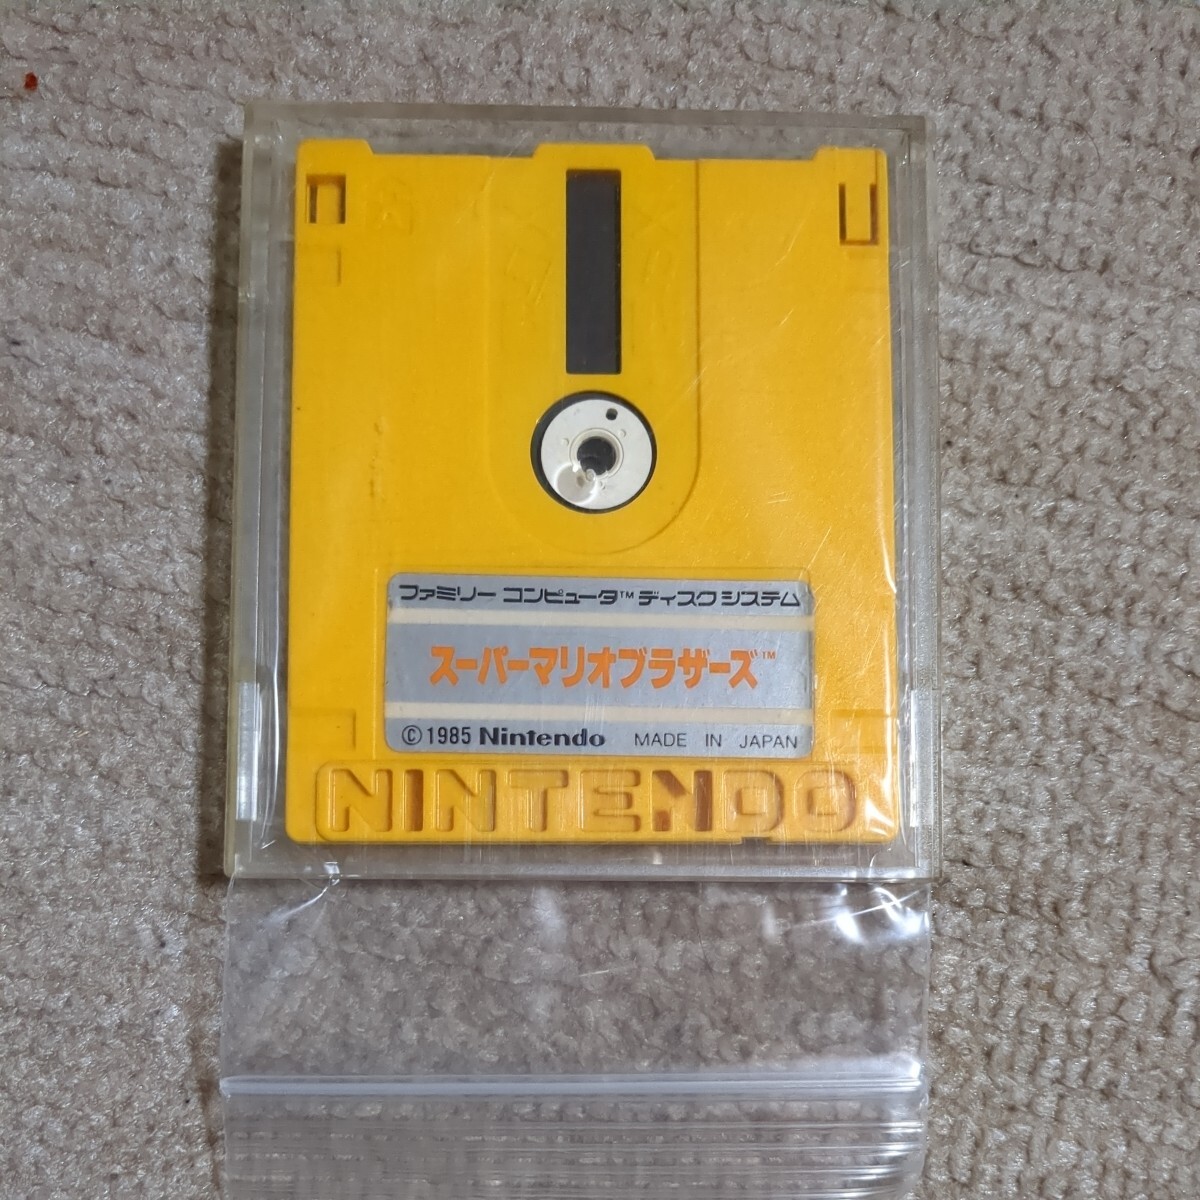 ファミリー コンピュータ™ ディスクシステム
スーパーマリオブラザーズ™
©1985 Nintendo MADE IN JAPAN
NINTENDO